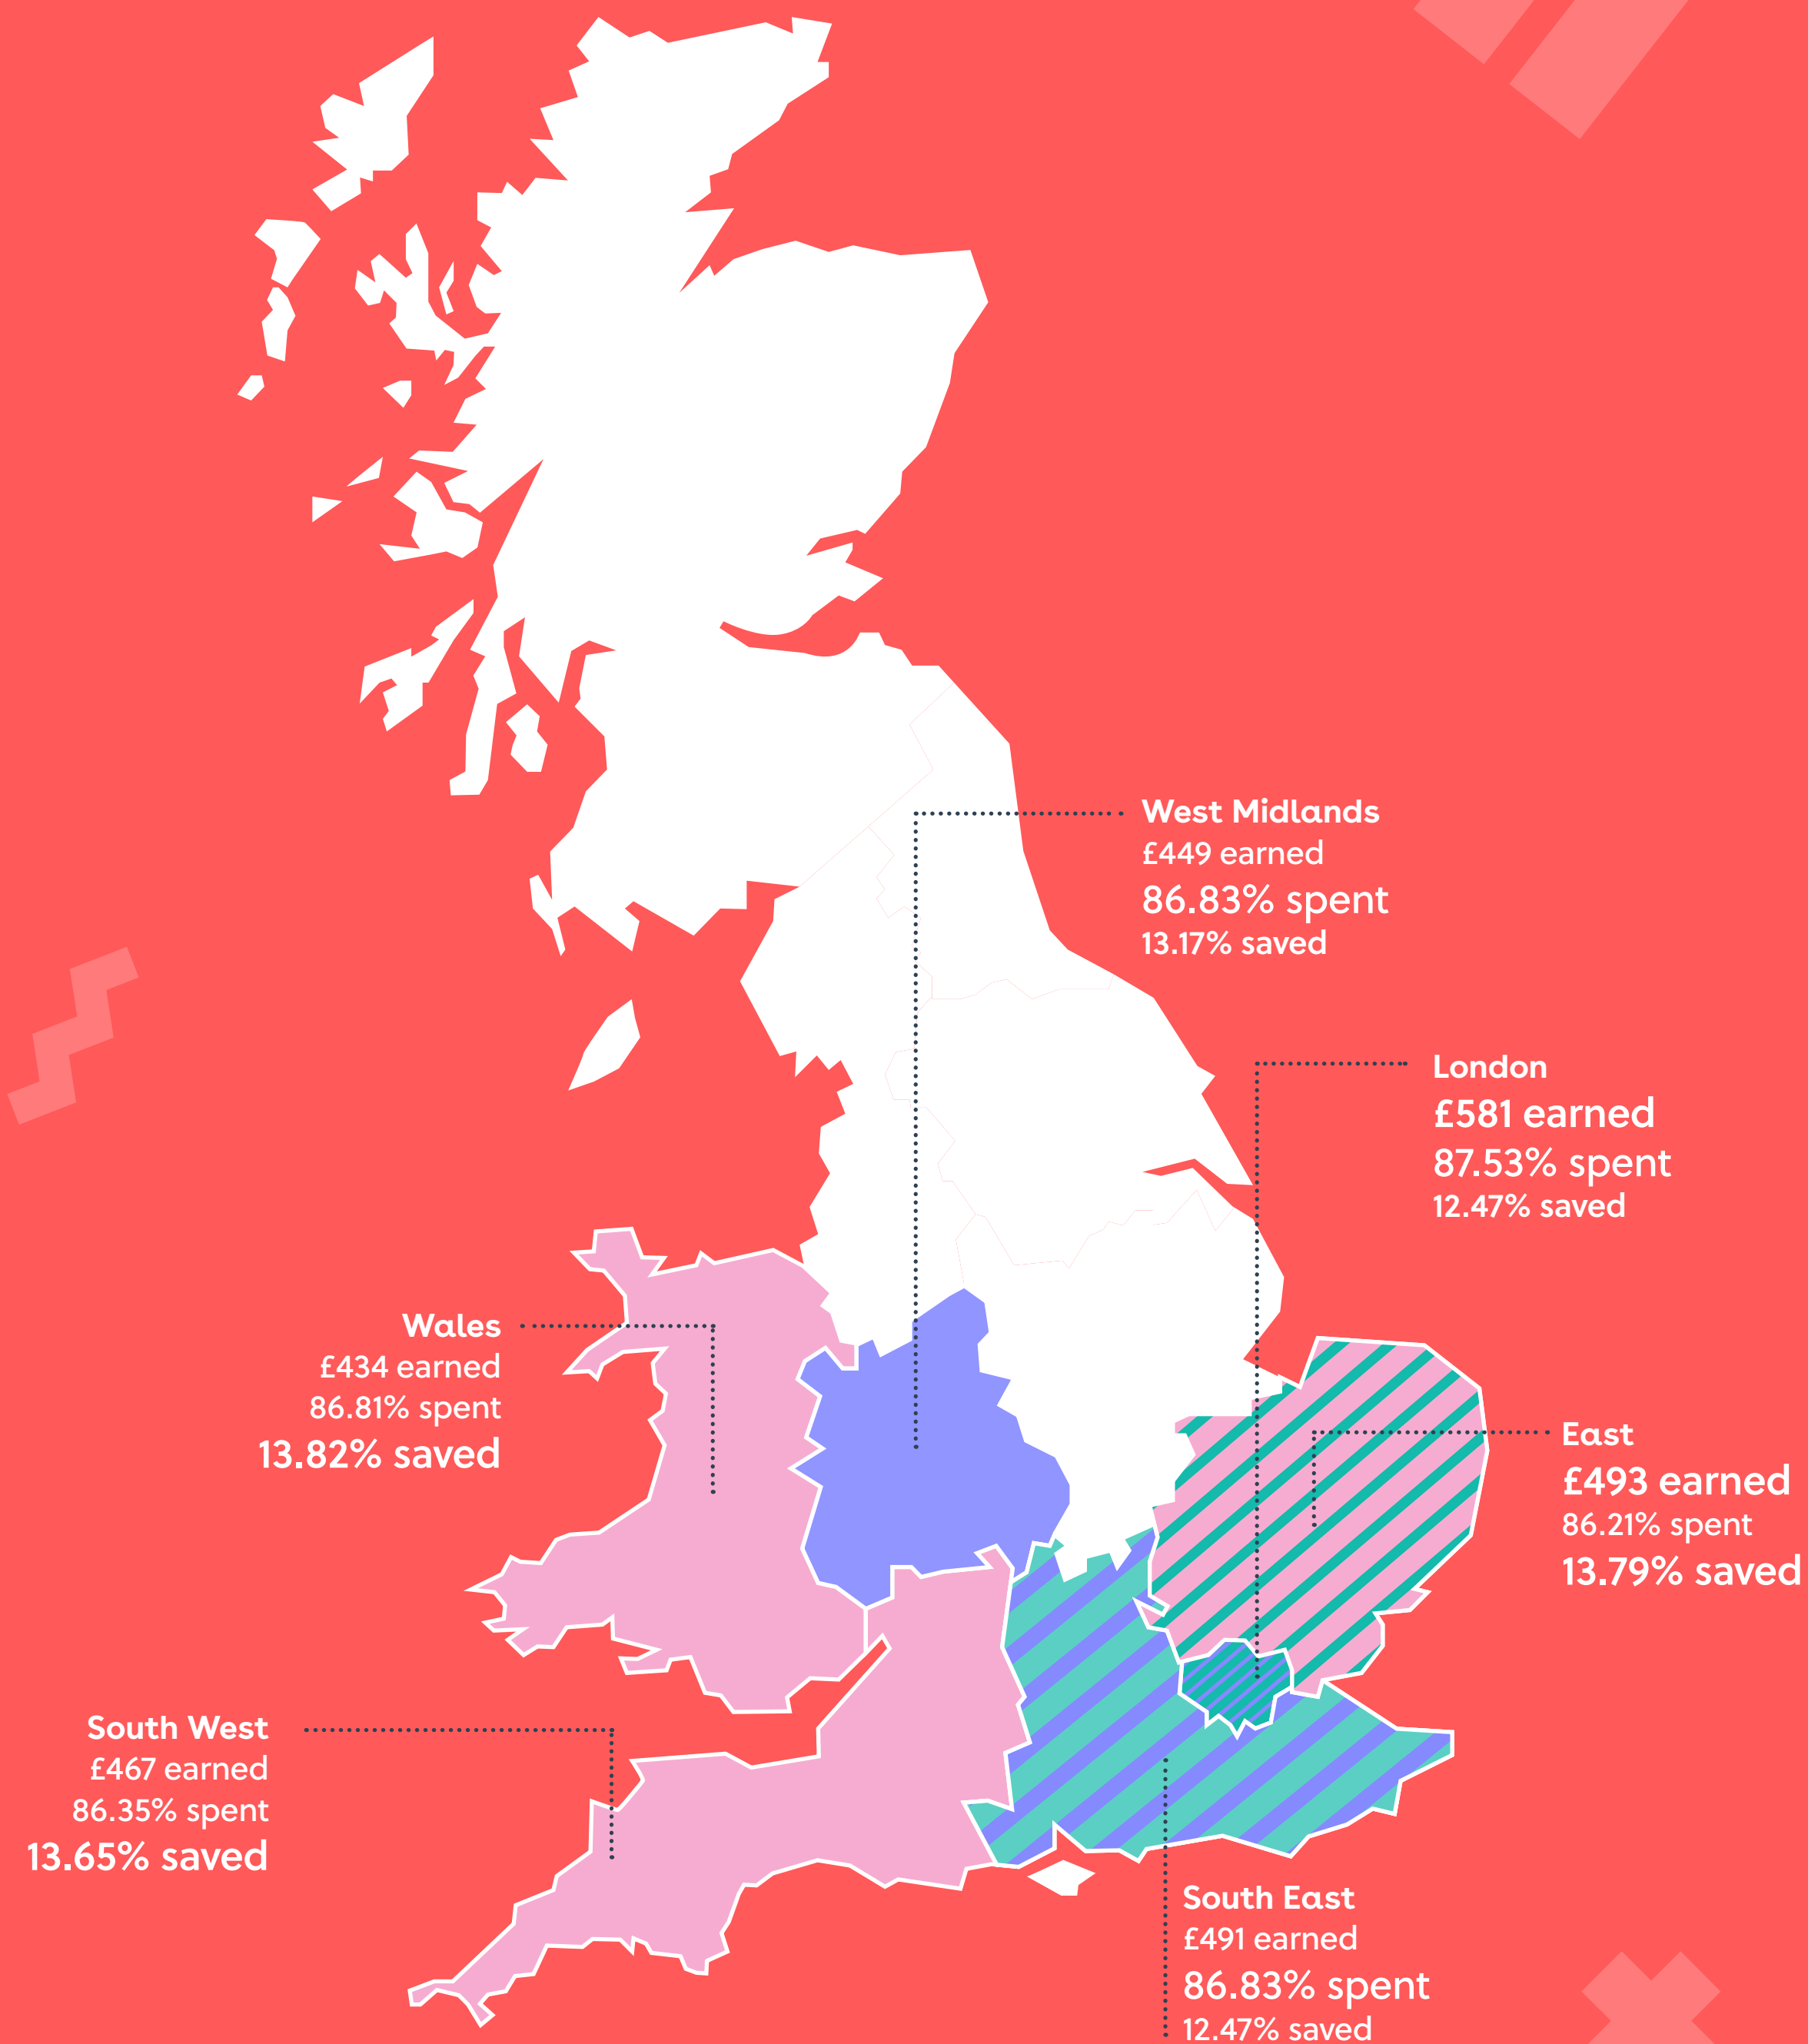 West Midlands
£449 earned
86.83% spent
13.17% saved
London
£581 earned
87.53% spent
12.47% saved
Wales
£434 earned
86.81% spent
13.82% saved
East
£493 earned
86.21% spent
13.79% saved
South West
£467 earned
86.35% spent
13.65% saved
South East
£491 earned
86.83% spent
12.47% saved